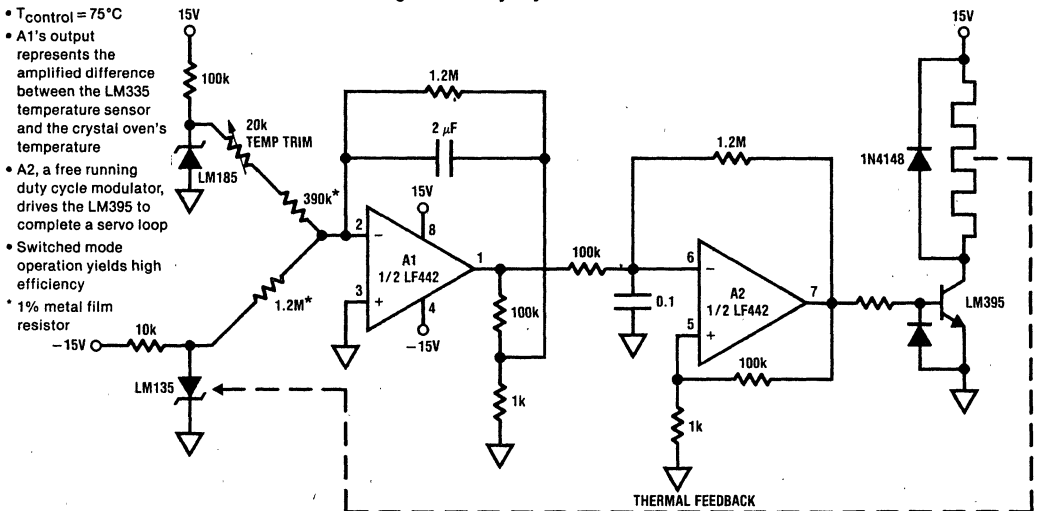 • Tcontrol = 75°C
• A1's output
represents the
amplified difference
between the LM335
temperature sensor
and the crystal oven's
temperature
• A2, a free running
duty cycle modulator,
drives the LM395 to
complete a servo loop
• Switched mode
operation yields high
efficiency
* 1% metal film
resistor
15V
100k
20k
TEMP TRIM
LM185
390k*
1.2M*
10k
−15V
LM135
1.2M
2 µF
15V
2
−
8
A1
1/2 LF442
1
3
+
4
−15V
100k
1k
100k
0.1
1.2M
6
−
A2
1/2 LF442
7
5
+
100k
1k
15V
1N4148
LM395
THERMAL FEEDBACK